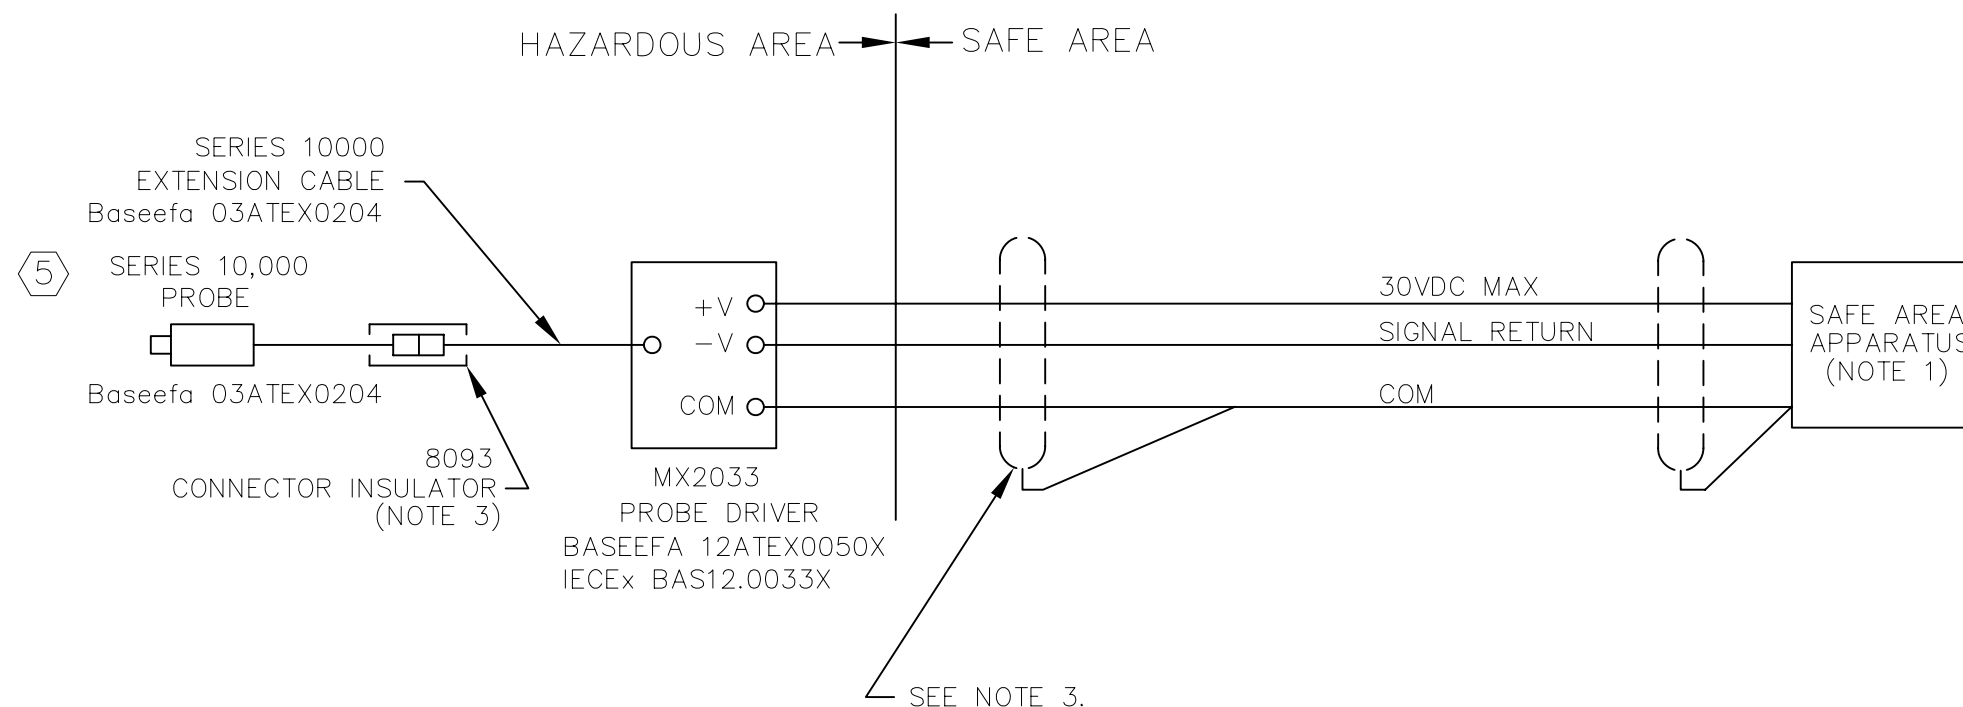 HAZARDOUS AREA
SAFE AREA
SERIES 10000
EXTENSION CABLE
Baseefa 03ATEX0204
5
SERIES 10,000
PROBE
Baseefa 03ATEX0204
8093
CONNECTOR INSULATOR
(NOTE 3)
+V
-V
COM
MX2033
PROBE DRIVER
BASEEFA 12ATEX0050X
IECEx BAS12.0033X
30VDC MAX
SIGNAL RETURN
COM
SAFE AREA
APPARATUS
(NOTE 1)
SEE NOTE 3.